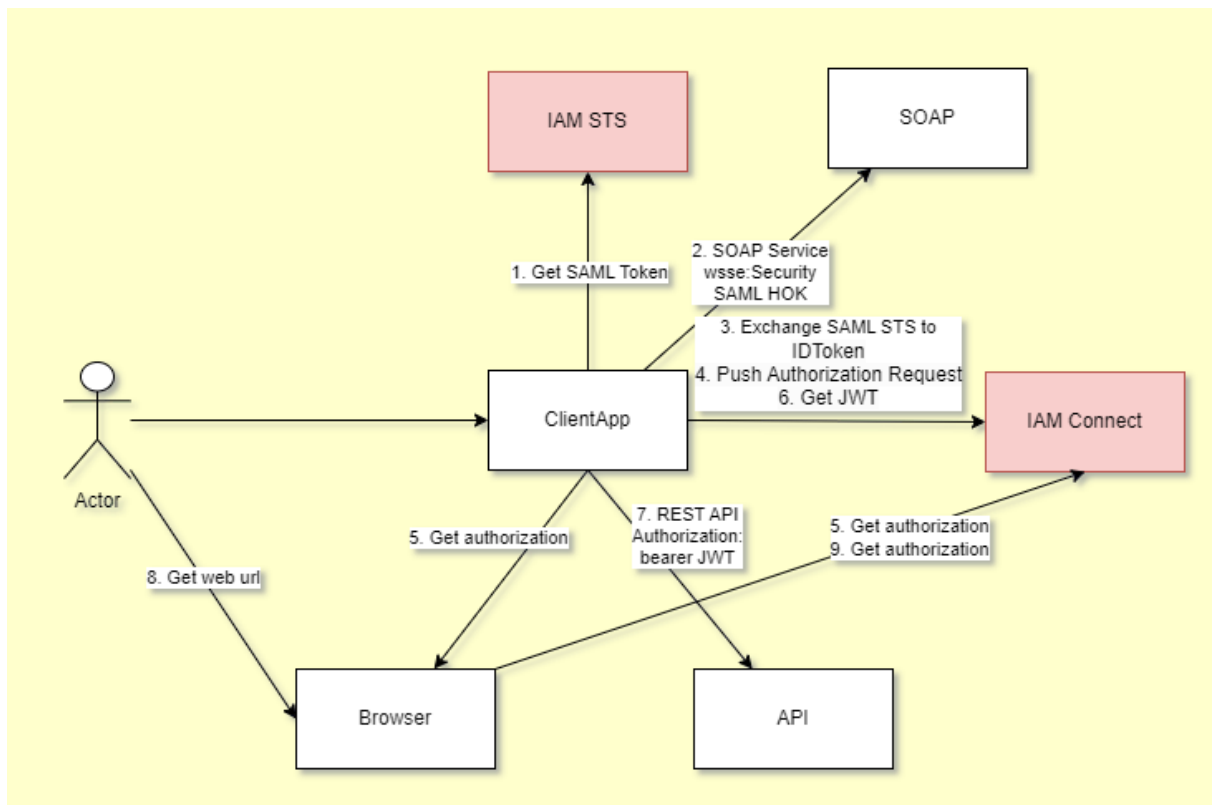 IAM STS
SOAP
1. Get SAML Token
2. SOAP Service
wsse:Security
SAML HOK
3. Exchange SAML STS to
IDToken
4. Push Authorization Request
6. Get JWT
ClientApp
IAM Connect
Actor
5. Get authorization
7. REST API
Authorization:
bearer JWT
5. Get authorization
9. Get authorization
8. Get web url
Browser
API